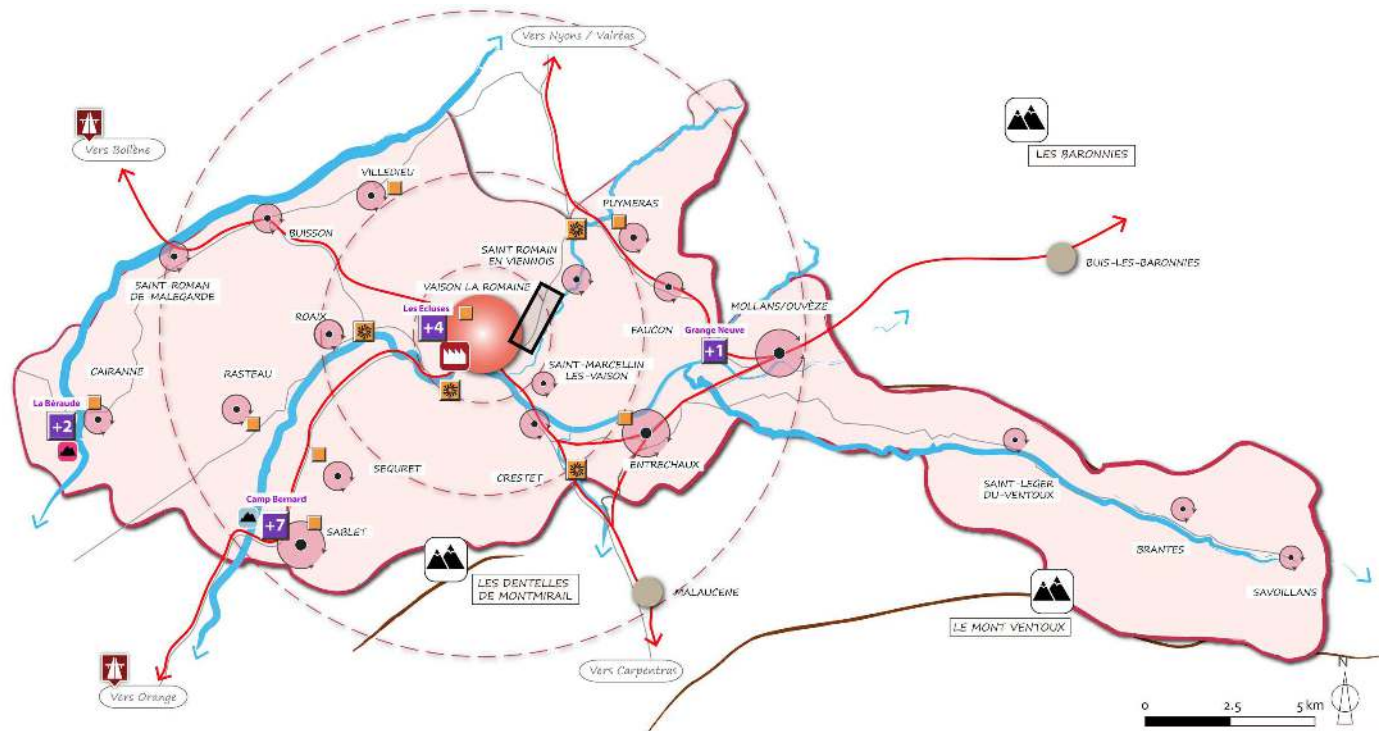 Vers Nyons / Valréas
Vers Bollène
LES BARONNIES
VILLEDIEU
PUYMERAS
BUISSON
SAINT ROMAIN
EN VIENNOIS
BUIS-LES-BARONNIES
SAINT-ROMAN
DE-MALEGARDE
VAISON LA ROMAINE
MOLLANS/OUVÈZE
Les Ecluses
+4
ROAIX
FAUCON
Grange Neuve
+1
CAIRANNE
RASTEAU
SAINT-MARCELLIN
LES-VAISON
La Béraude
+2
SEGURET
CRESTET
ENTRECHAUX
SAINT-LEGER
DU-VENTOUX
Camp Bernard
+7
SABLET
BRANTES
LES DENTELLES
DE MONTMIRAIL
MALAUCENE
SAVOILLANS
LE MONT VENTOUX
Vers Carpentras
Vers Orange
N
0 2.5 5 km